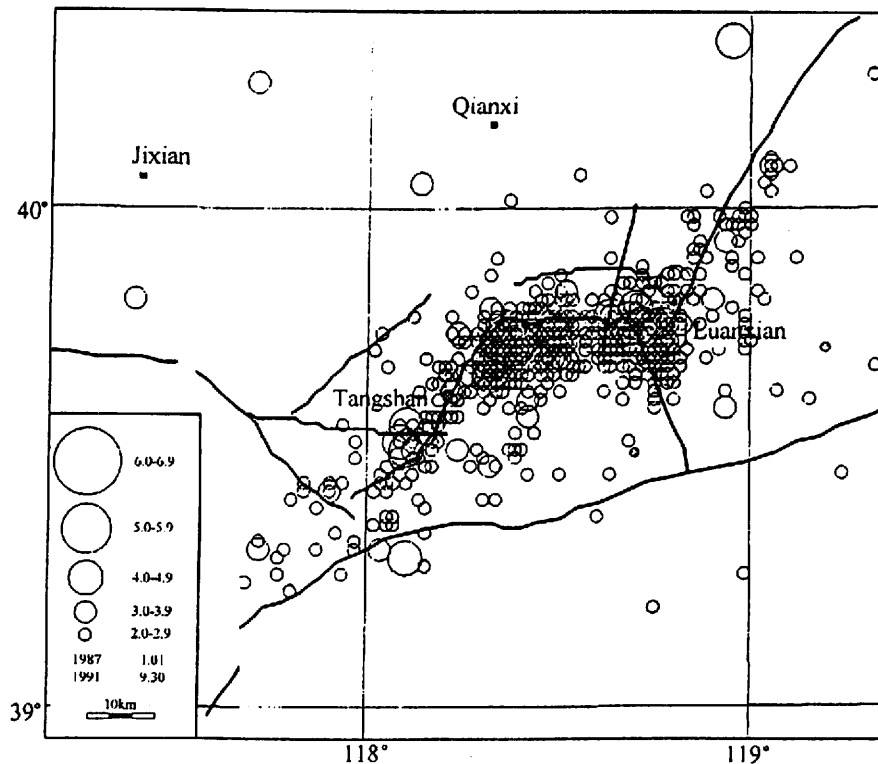 Qianxi
Jixian
40°
Luanxian
Tangshan
6.0-6.9
5.0-5.9
4.0-4.9
3.0-3.9
2.0-2.9
1987 1.01
1991 9.30
10km
39°
118° 119°